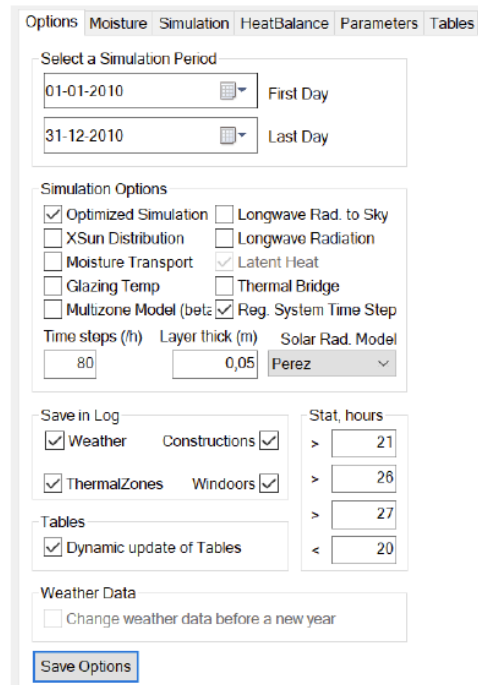 Options Moisture Simulation HeatBalance Parameters Tables
Select a Simulation Period
01-01-2010 First Day
31-12-2010 Last Day
Simulation Options
Optimized Simulation Longwave Rad. to Sky
XSun Distribution Longwave Radiation
Moisture Transport Latent Heat
Glazing Temp Thermal Bridge
Multizone Model (beta Reg. System Time Step
Time steps (/h) Layer thick (m) Solar Rad. Model
80 0,05 Perez
Save in Log Stat, hours
Weather Constructions > 21
> 26
ThermalZones Windoors
> 27
Tables
Dynamic update of Tables < 20
Weather Data
Change weather data before a new year
Save Options